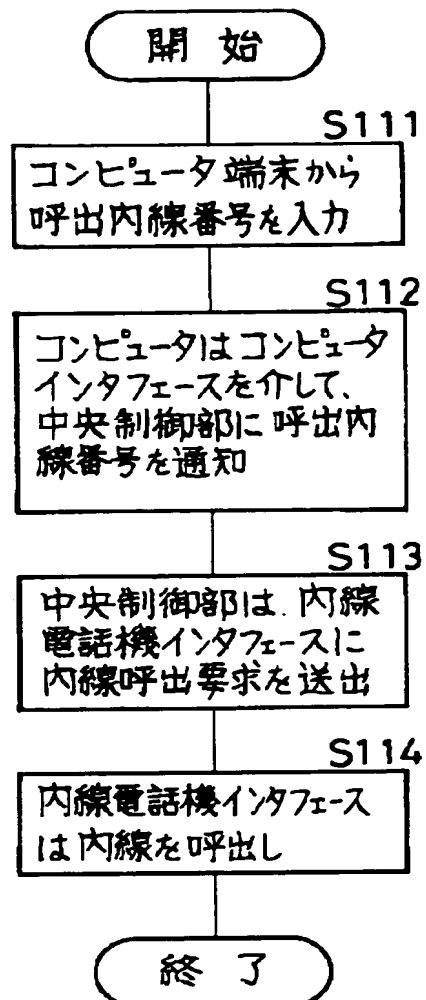 開始
S111
コンピュータ端末から
呼出内線番号を入力
S112
コンピュータはコンピュータ
インタフェースを介して、
中央制御部に呼出内
線番号を通知
S113
中央制御部は、内線
電話機インタフェースに
内線呼出要求を送出
S114
内線電話機インタフェース
は内線を呼出し
終了